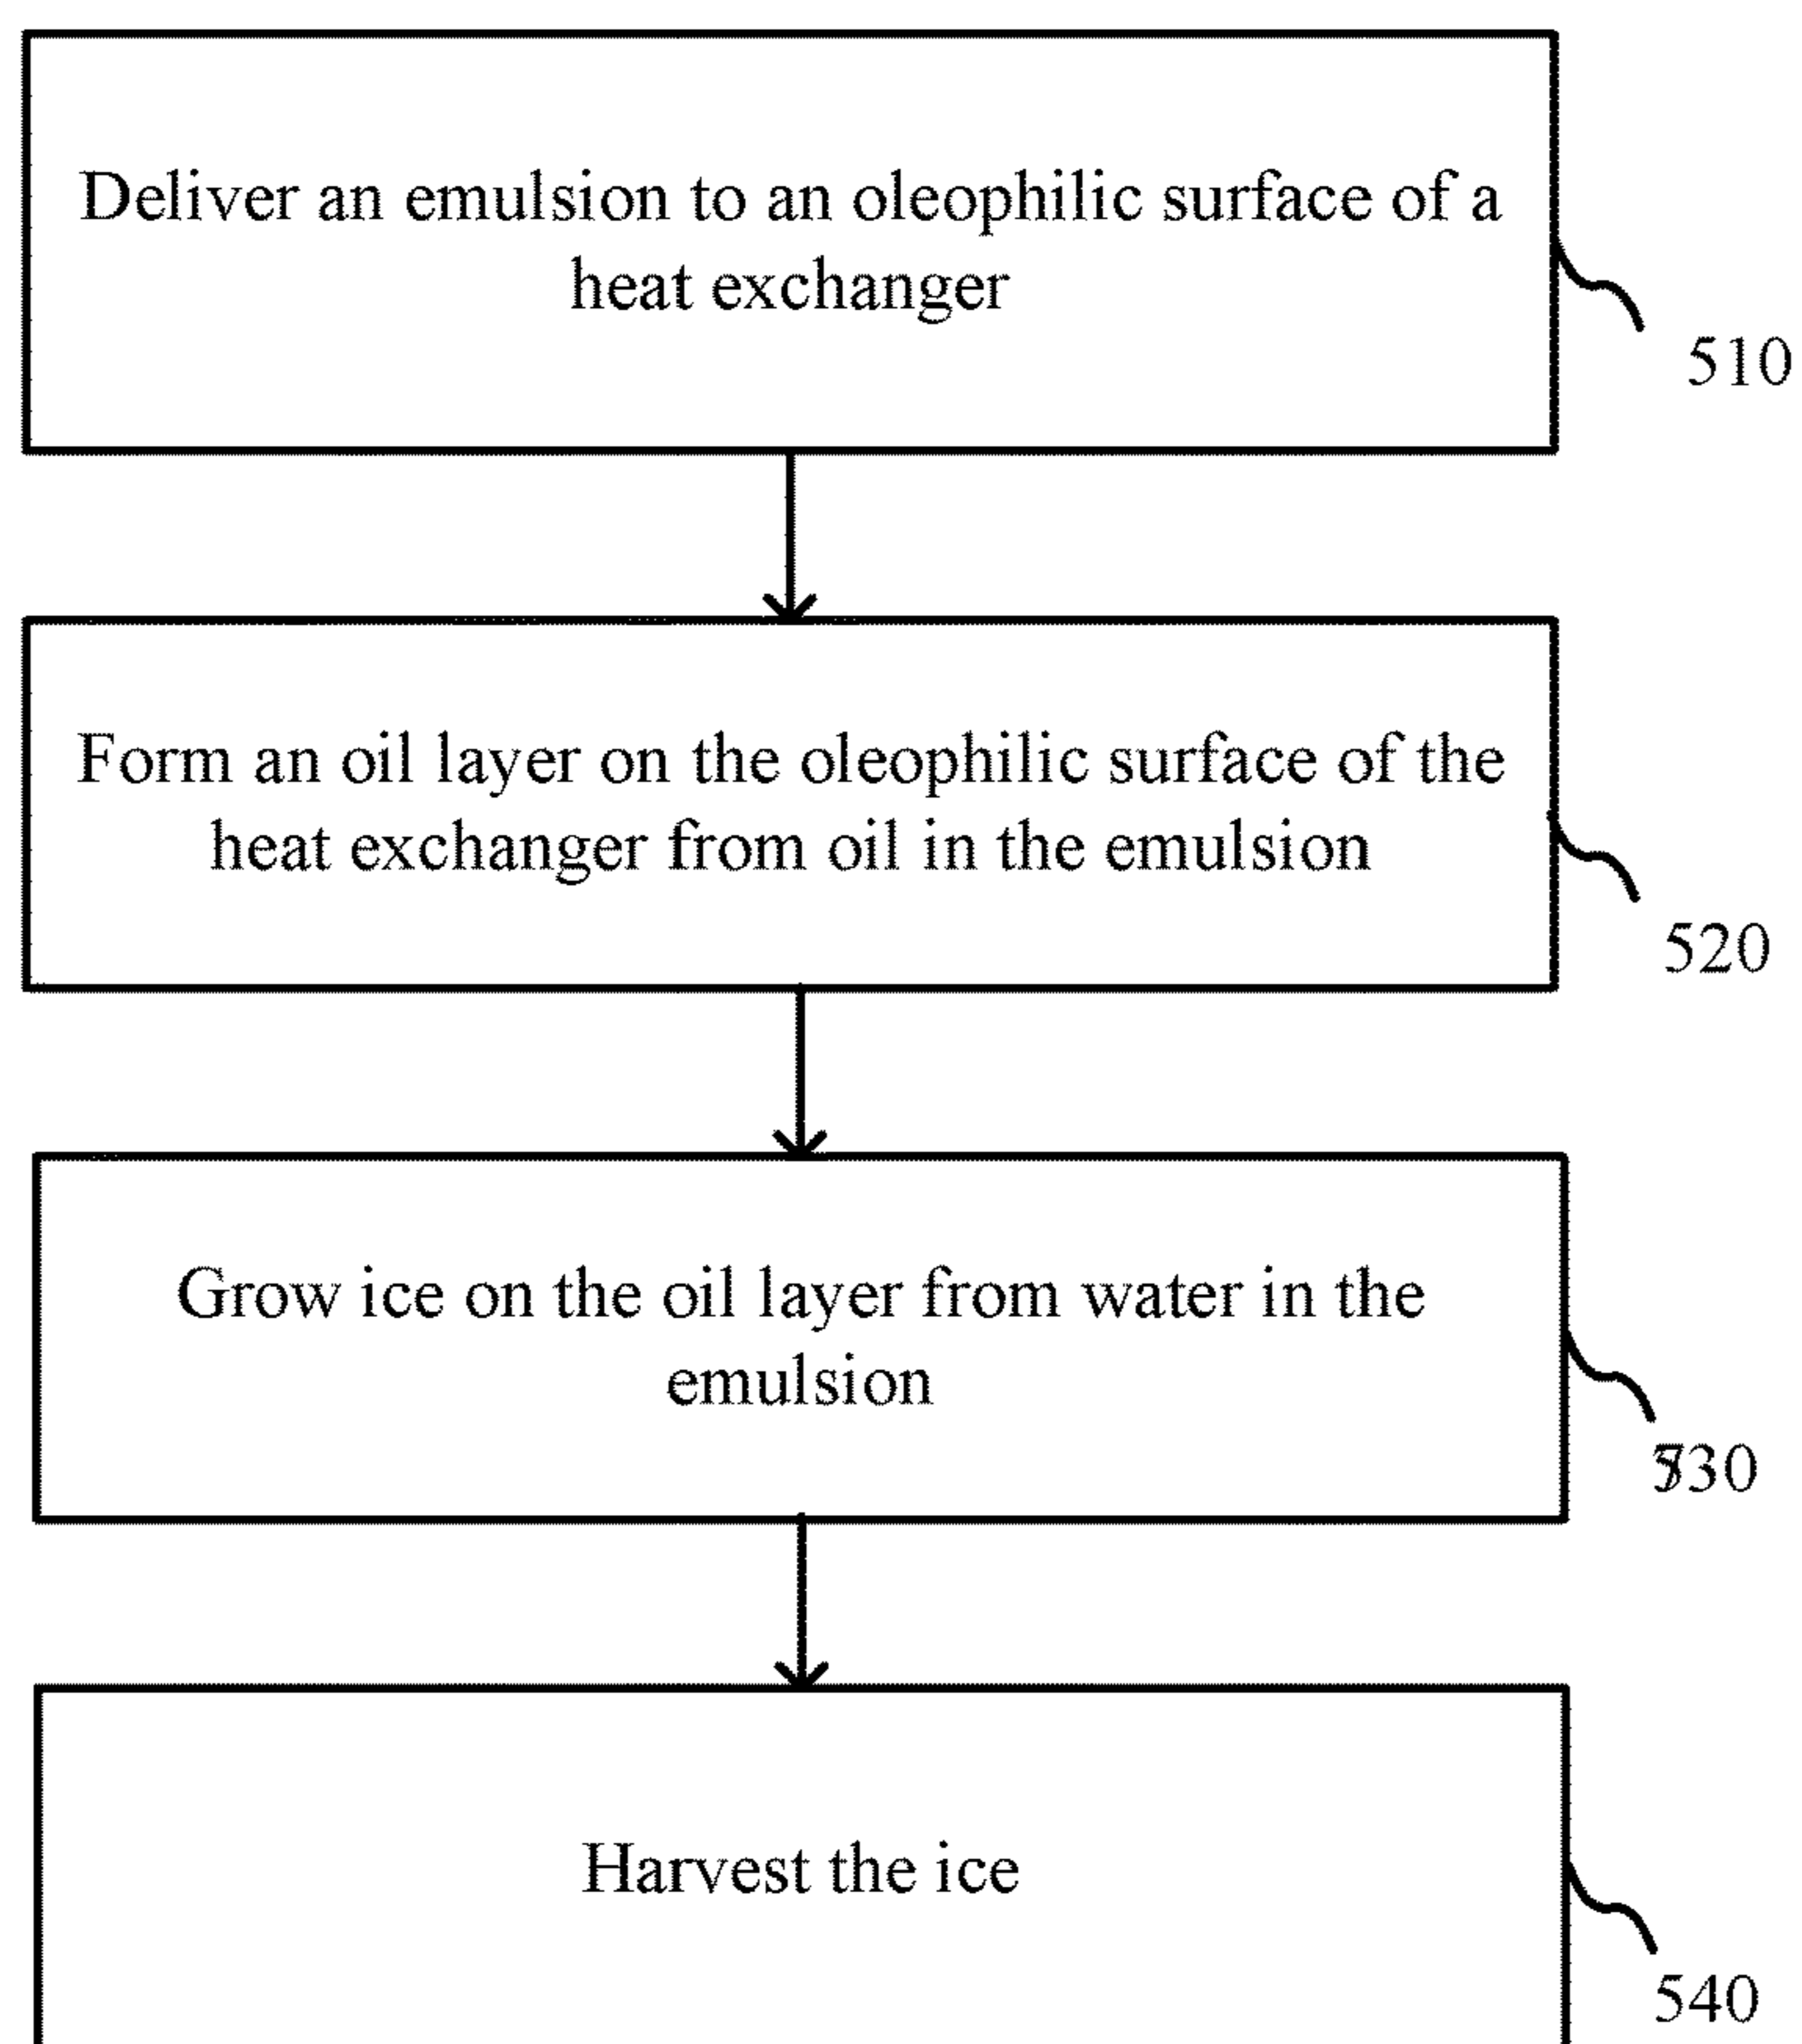 Deliver an emulsion to an oleophilic surface of a
heat exchanger
510
Form an oil layer on the oleophilic surface of the
heat exchanger from oil in the emulsion
520
Grow ice on the oil layer from water in the
emulsion
Harvest the ice
540